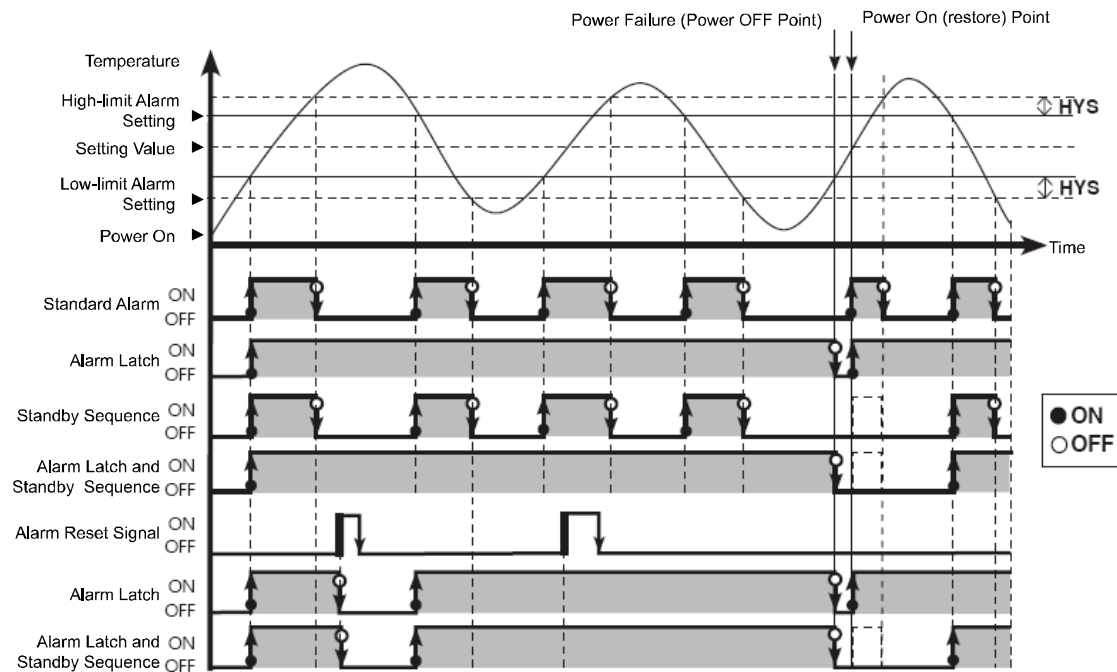 Power Failure (Power OFF Point)
Power On (restore) Point
Temperature
High-limit Alarm
Setting
HYS
Setting Value
Low-limit Alarm
Setting
HYS
Power On
Time
Standard Alarm
ON
OFF
Alarm Latch
ON
OFF
Standby Sequence
ON
OFF
Alarm Latch and
Standby Sequence
ON
OFF
ON
OFF
Alarm Reset Signal
ON
OFF
Alarm Latch
ON
OFF
Alarm Latch and
Standby Sequence
ON
OFF